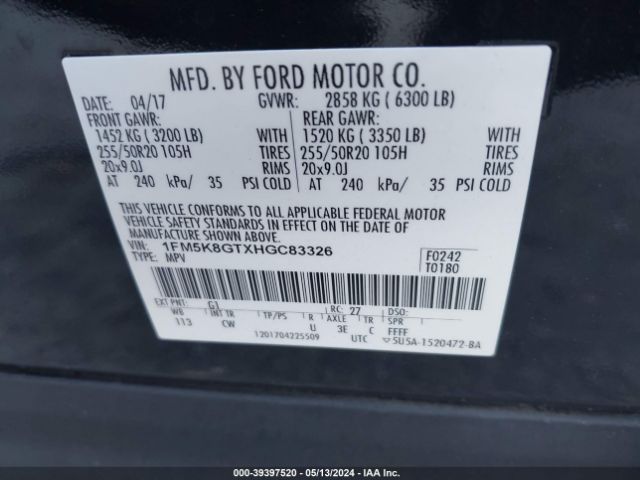 MFD. BY FORD MOTOR CO.
DATE: 04/17 GVWR: 2858 KG ( 6300 LB)
FRONT GAWR: REAR GAWR:
1452 KG ( 3200 LB) WITH 1520 KG ( 3350 LB) WITH
255/50R20 105H TIRES 255/50R20 105H TIRES
20x9.0J RIMS 20x9.0J RIMS
AT 240 kPa/ 35 PSI COLD AT 240 kPa/ 35 PSI COLD
THIS VEHICLE CONFORMS TO ALL APPLICABLE FEDERAL MOTOR
VEHICLE SAFETY STANDARDS IN EFFECT ON THE DATE OF
MANUFACTURE SHOWN ABOVE.
VIN: 1FM5K8GTXHGC83326 F0242
TYPE: MPV T0180
EXT PNT: G1 RC: 27 DSO:
WB INT TR TP/PS R AXLE TR SPR
113 CW U 3E C FFFF
1201704225509 UTC ▽5U5A-1520472-BA
000-39397520 - 05/13/2024 - IAA Inc.